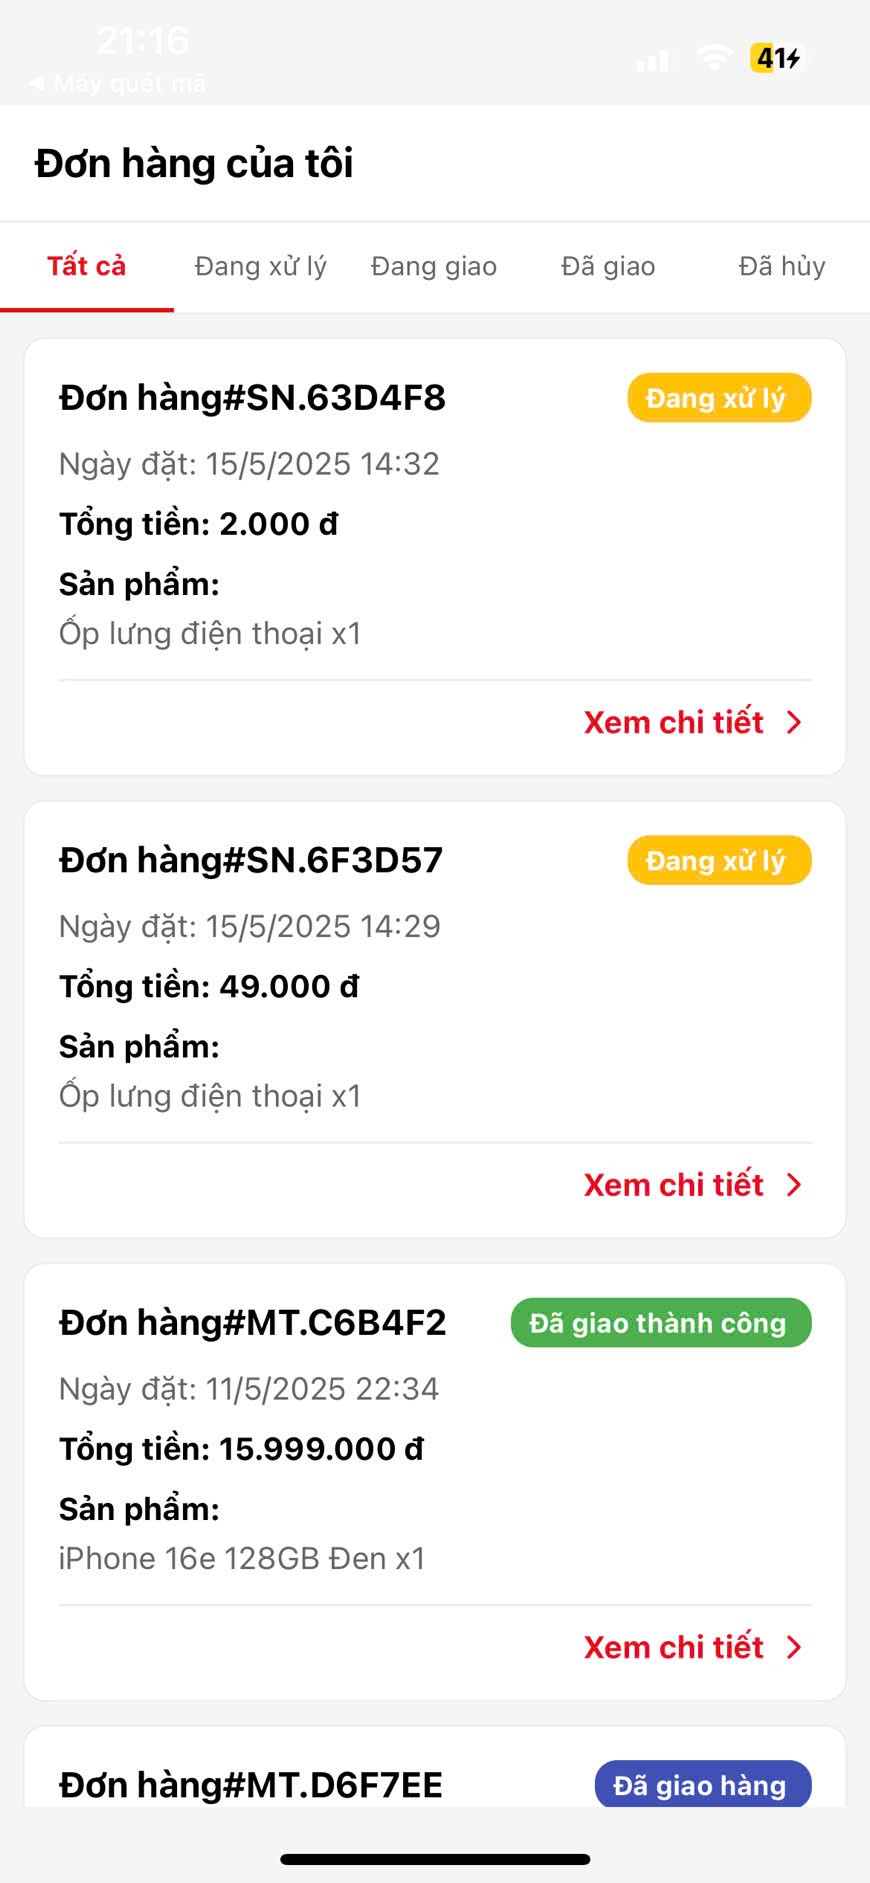 21:16
41
◀ Máy quét mã
Đơn hàng của tôi
Tất cả Đang xử lý Đang giao Đã giao Đã hủy
Đơn hàng#SN.63D4F8 Đang xử lý
Ngày đặt: 15/5/2025 14:32
Tổng tiền: 2.000 đ
Sản phẩm:
Ốp lưng điện thoại x1
Xem chi tiết >
Đơn hàng#SN.6F3D57 Đang xử lý
Ngày đặt: 15/5/2025 14:29
Tổng tiền: 49.000 đ
Sản phẩm:
Ốp lưng điện thoại x1
Xem chi tiết >
Đơn hàng#MT.C6B4F2 Đã giao thành công
Ngày đặt: 11/5/2025 22:34
Tổng tiền: 15.999.000 đ
Sản phẩm:
iPhone 16e 128GB Đen x1
Xem chi tiết >
Đơn hàng#MT.D6F7EE Đã giao hàng